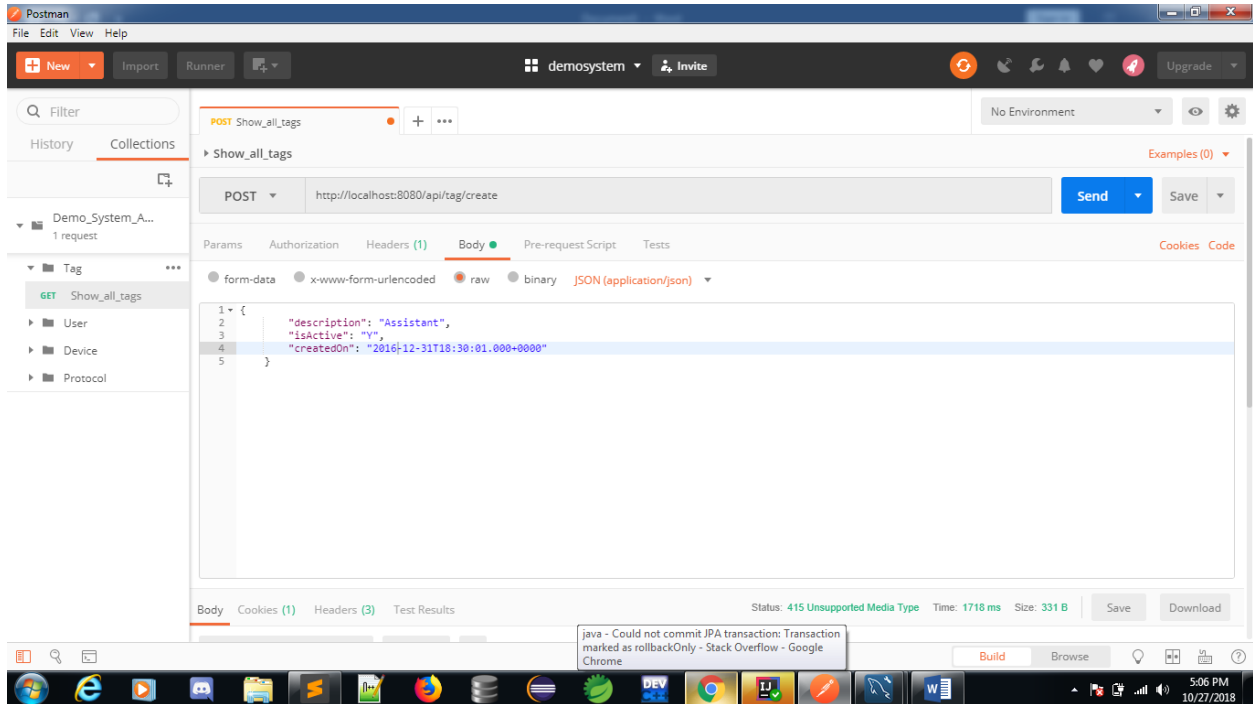 Postman
File Edit View Help
New Import Runner demosystem Invite Upgrade
Filter
History Collections
Demo_System_A...
1 request
Tag
GET Show_all_tags
User
Device
Protocol
POST Show_all_tags
No Environment
Show_all_tags
Examples (0)
POST http://localhost:8080/api/tag/create Send Save
Params Authorization Headers (1) Body Pre-request Script Tests Cookies Code
form-data x-www-form-urlencoded raw binary JSON (application/json)
1 {
2 "description": "Assistant",
3 "isActive": "Y",
4 "createdOn": "2016-12-31T18:30:01.000+0000"
5 }
Body Cookies (1) Headers (3) Test Results Status: 415 Unsupported Media Type Time: 1718 ms Size: 331 B Save Download
java - Could not commit JPA transaction: Transaction
marked as rollbackOnly - Stack Overflow - Google
Chrome
Build Browse
DEV
5:06 PM
10/27/2018